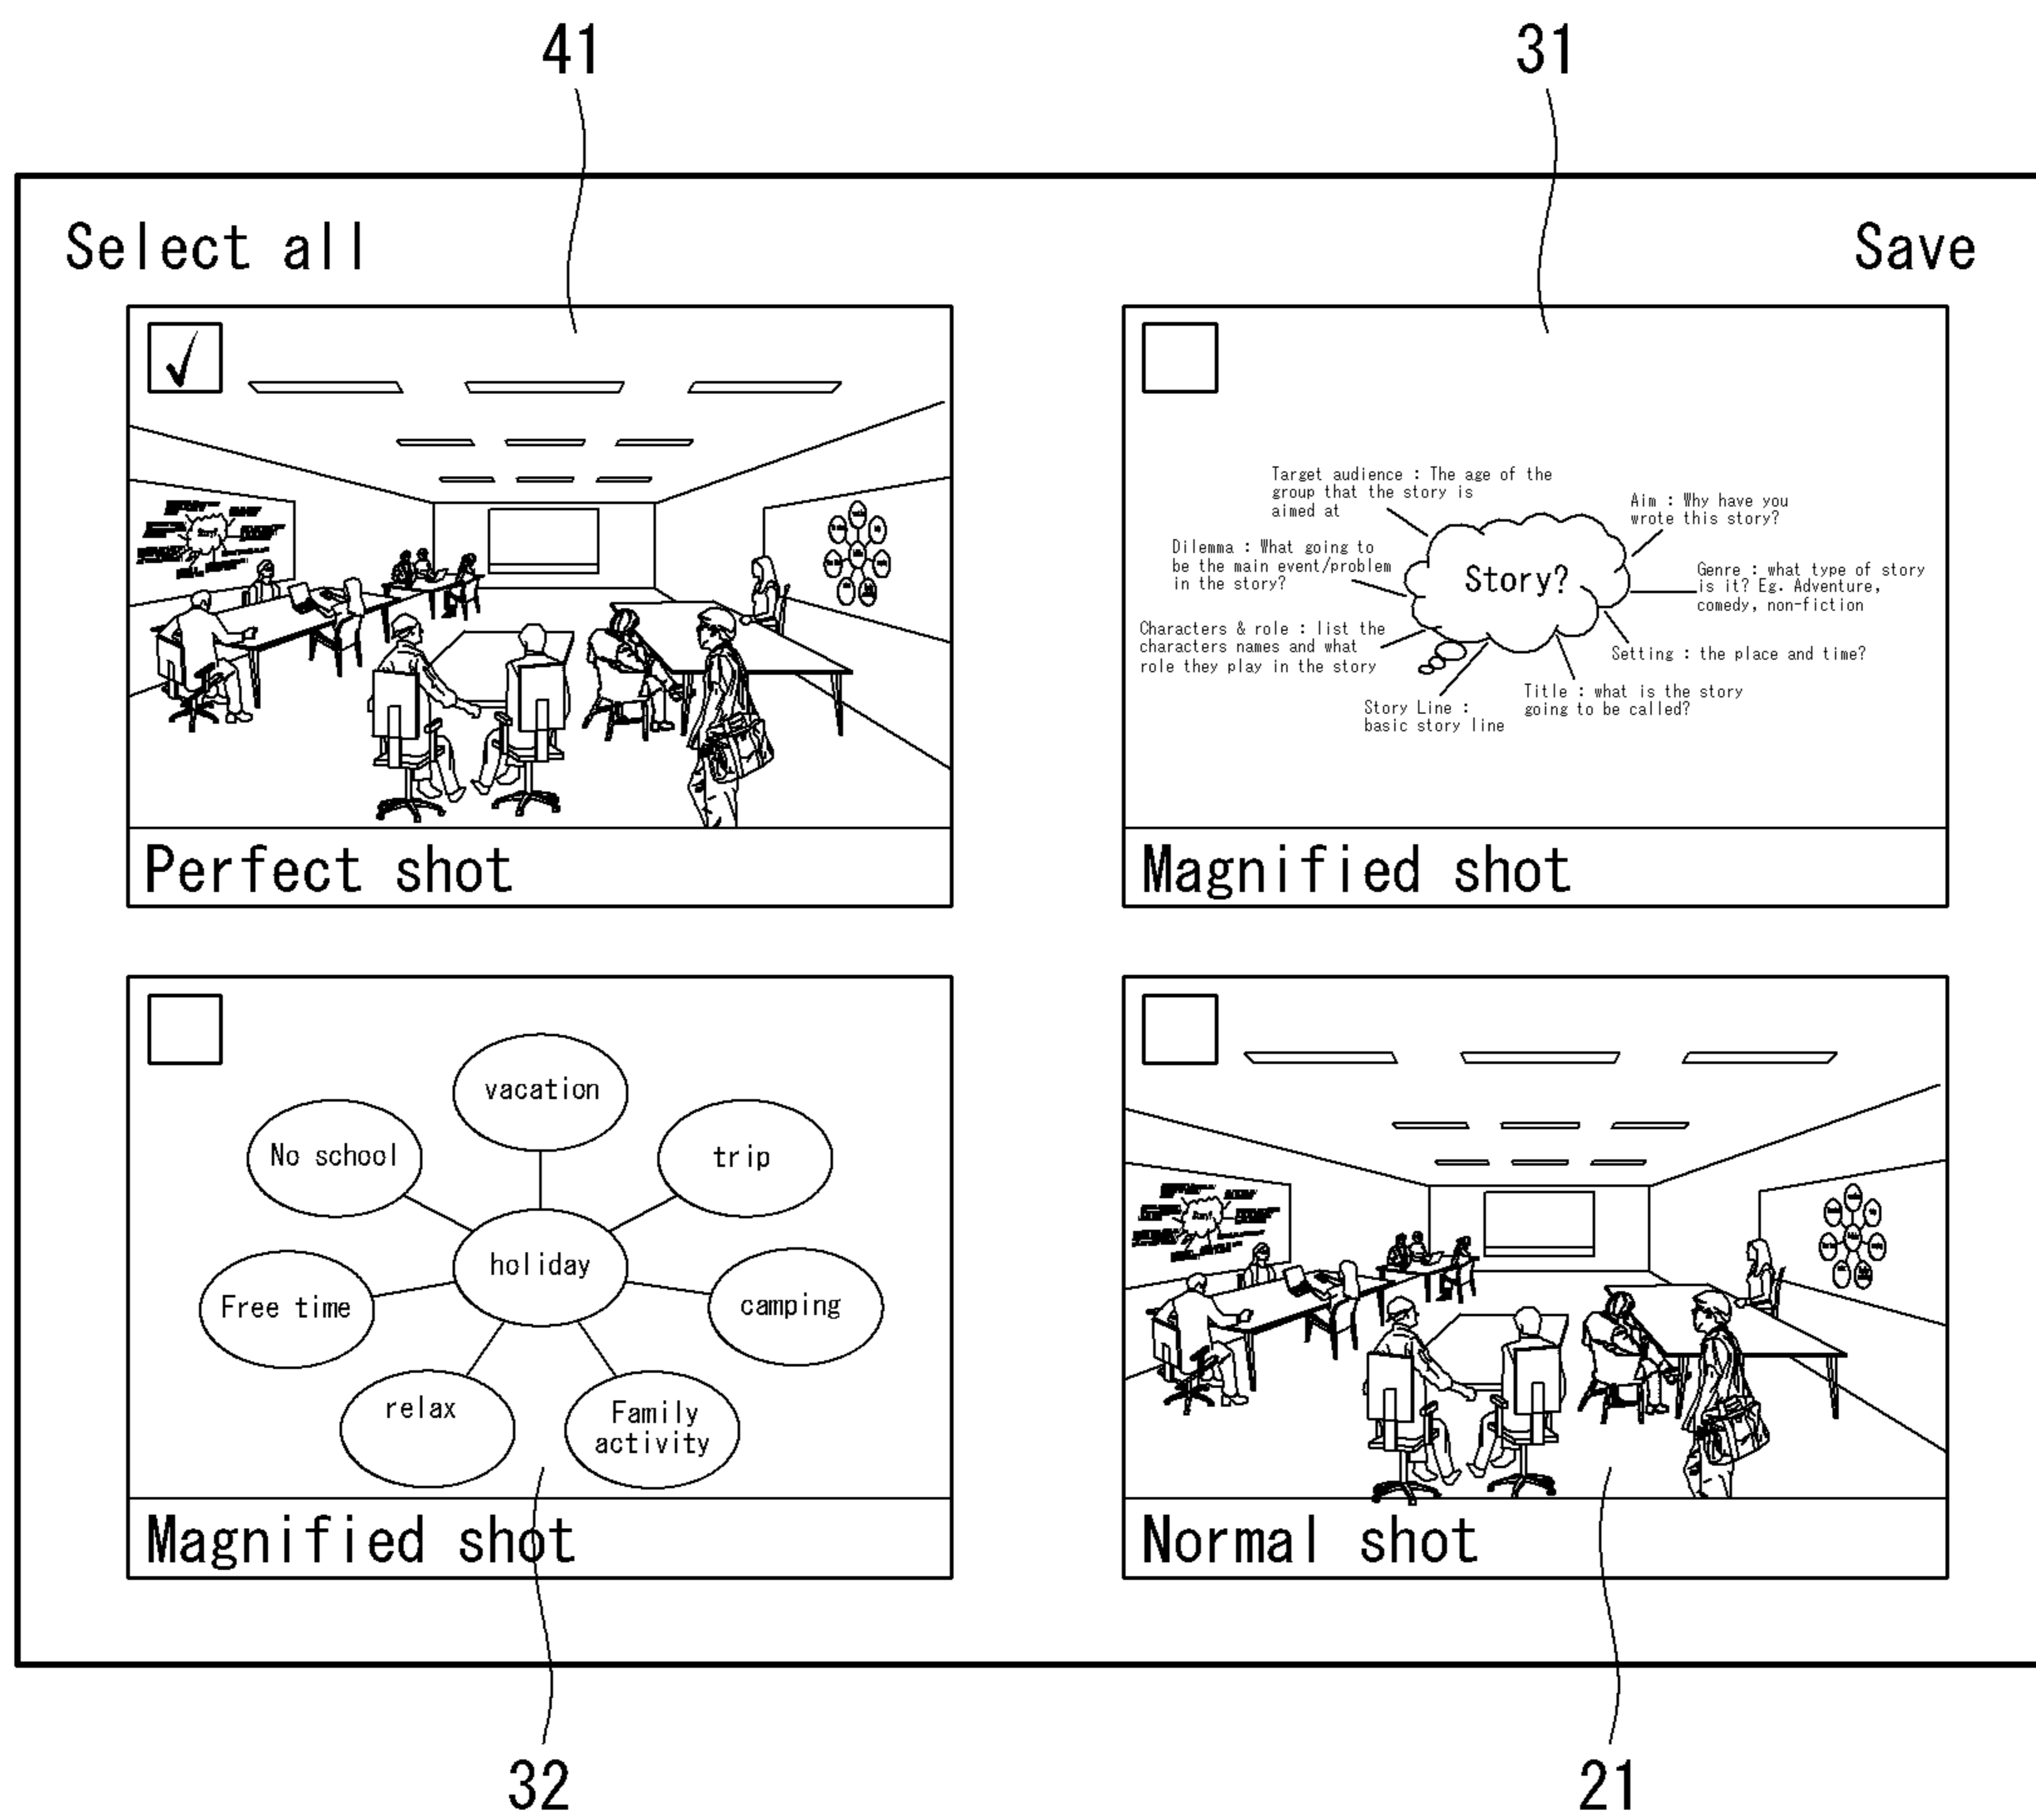 41
31
Select all
Save
Target audience : The age of the
group that the story is
aimed at
Aim : Why have you
wrote this story?
Dilemma : What going to
be the main event/problem
in the story?
Story?
Genre : what type of story
is it? Eg. Adventure,
comedy, non-fiction
Characters & role : list the
characters names and what
role they play in the story
Setting : the place and time?
Story Line :
basic story line
Title : what is the story
going to be called?
Perfect shot
Magnified shot
vacation
No school
trip
holiday
Free time
camping
relax
Family
activity
Magnified shot
Normal shot
32
21